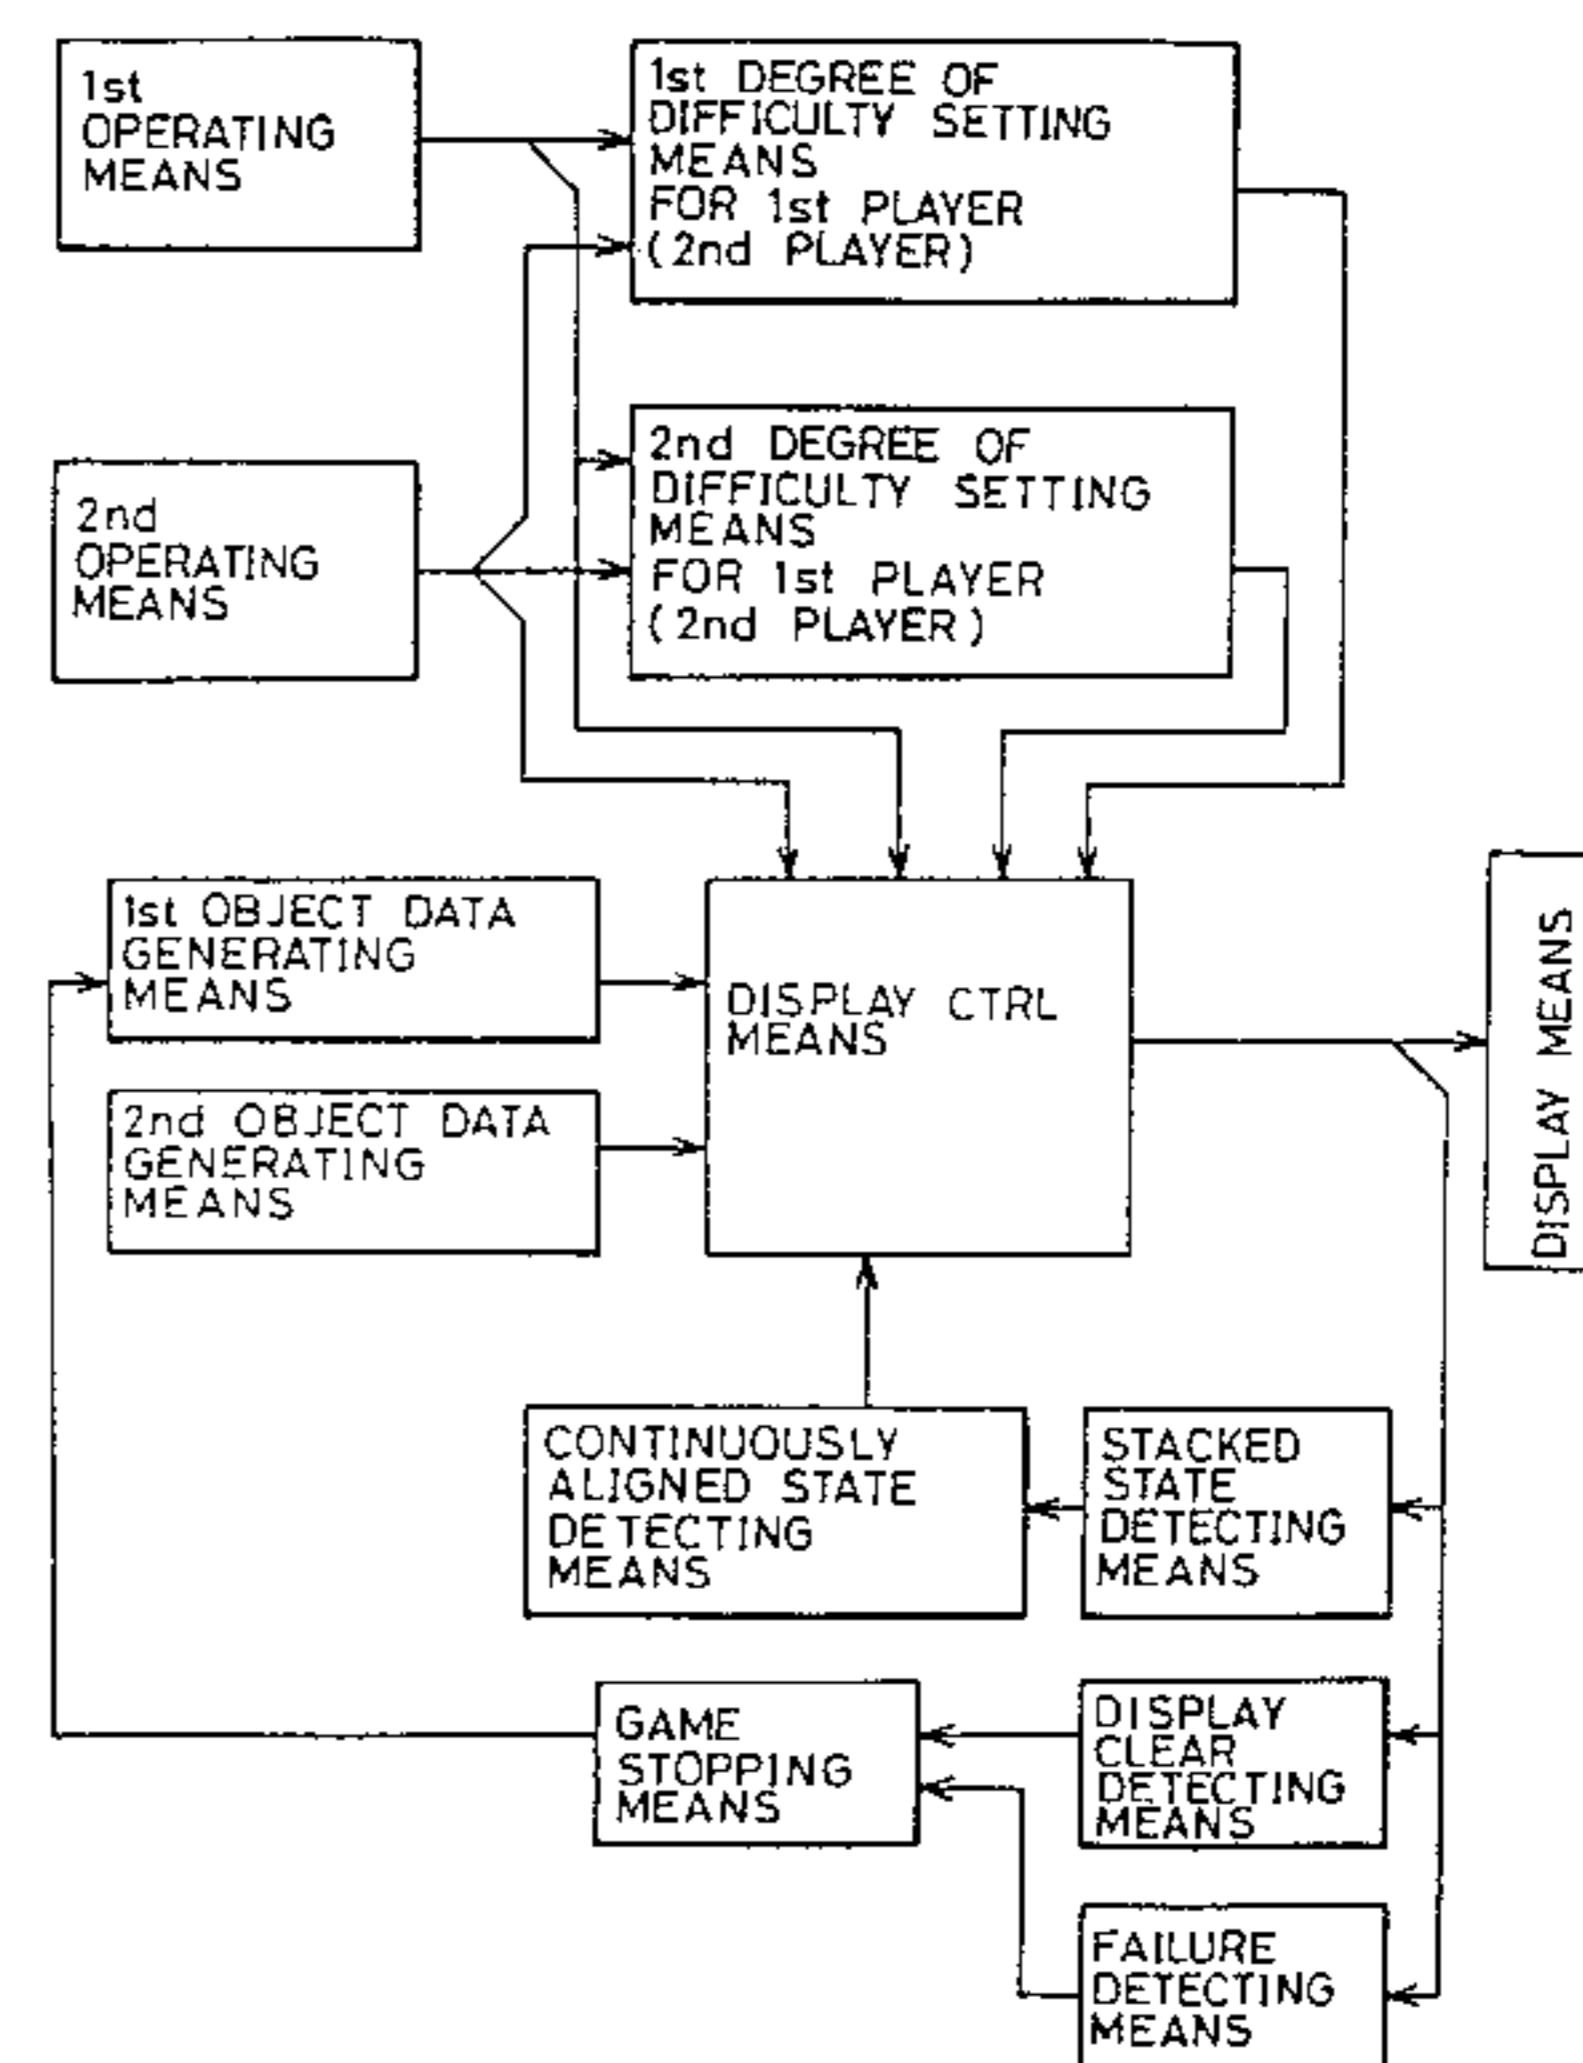 1st
OPERATING
MEANS
1st DEGREE OF
DIFFICULTY SETTING
MEANS
FOR 1st PLAYER
(2nd PLAYER)
2nd
OPERATING
MEANS
2nd DEGREE OF
DIFFICULTY SETTING
MEANS
FOR 1st PLAYER
(2nd PLAYER)
1st OBJECT DATA
GENERATING
MEANS
2nd OBJECT DATA
GENERATING
MEANS
DISPLAY CTRL
MEANS
DISPLAY MEANS
CONTINUOUSLY
ALIGNED STATE
DETECTING
MEANS
STACKED
STATE
DETECTING
MEANS
GAME
STOPPING
MEANS
DISPLAY
CLEAR
DETECTING
MEANS
FAILURE
DETECTING
MEANS